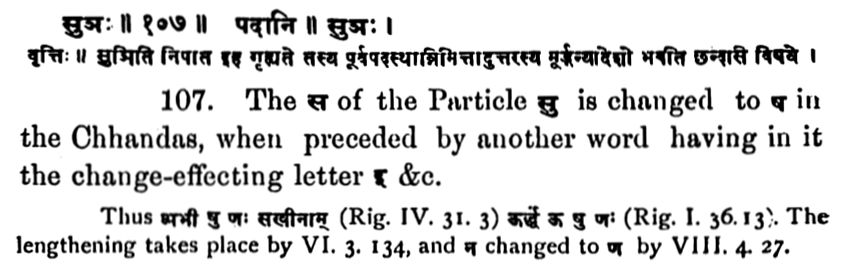 सुञः ॥ १०७ ॥ पदानि ॥ सुञः ।
वृत्तिः ॥ सुञिति निपात इह गृह्यते तस्य पूर्वपदस्थान्निमित्तादुत्तरस्य मूर्द्धन्यादेशो भवति छन्दसि विषये ।
107. The स of the Particle सु is changed to ष in
the Chhandas, when preceded by another word having in it
the change-effecting letter इ &c.
Thus अभी षु णः सखीनाम् (Rig. IV. 31. 3) ऊर्द्ध्व ऊ षु णः (Rig. I. 36. 13). The
lengthening takes place by VI. 3. 134, and न changed to ण by VIII. 4. 27.